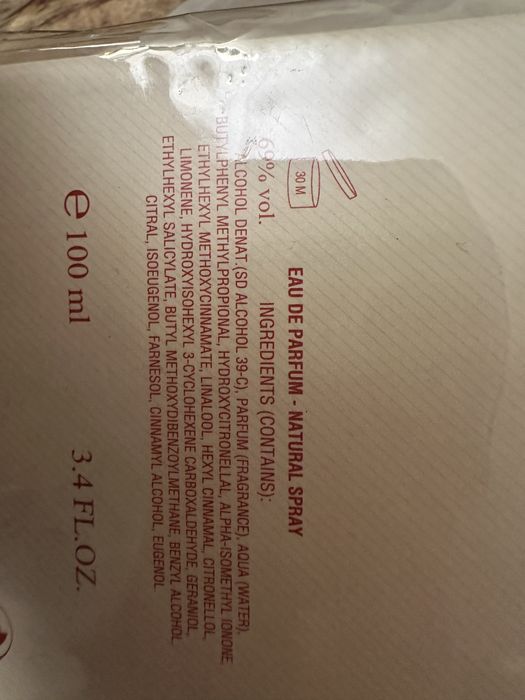 EAU DE PARFUM - NATURAL SPRAY
30 M
69% vol.
INGREDIENTS (CONTAINS):
ALCOHOL DENAT. (SD ALCOHOL 39-C), PARFUM (FRAGRANCE), AQUA (WATER),
BUTYLPHENYL METHYLPROPIONAL, HYDROXYCITRONELLAL, ALPHA-ISOMETHYL IONONE,
ETHYLHEXYL METHOXYCINNAMATE, LINALOOL, HEXYL CINNAMAL, CITRONELLOL,
LIMONENE, HYDROXYISOHEXYL 3-CYCLOHEXENE CARBOXALDEHYDE, GERANIOL,
ETHYLHEXYL SALICYLATE, BUTYL METHOXYDIBENZOYLMETHANE, BENZYL ALCOHOL,
CITRAL, ISOEUGENOL, FARNESOL, CINNAMYL ALCOHOL, EUGENOL
e 100 ml 3.4 FL.OZ.